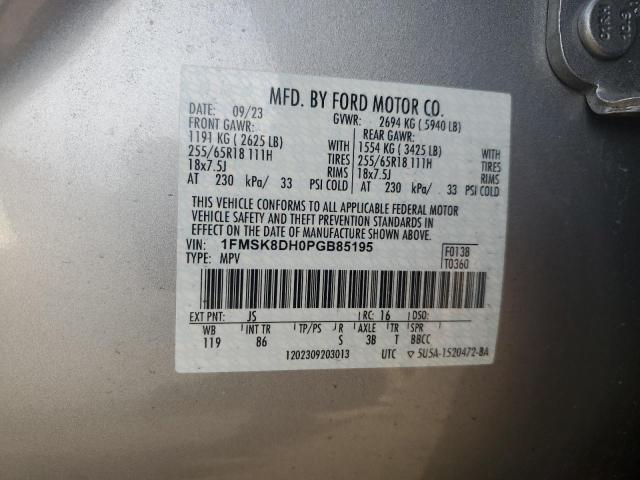 MFD. BY FORD MOTOR CO.
DATE: 09/23 GVWR: 2694 KG ( 5940 LB)
FRONT GAWR: REAR GAWR:
1191 KG ( 2625 LB) 1554 KG ( 3425 LB)
255/65R18 111H TIRES 255/65R18 111H TIRES
18x7.5J RIMS 18x7.5J RIMS
AT 230 kPa/ 33 PSI COLD AT 230 kPa/ 33 PSI COLD
THIS VEHICLE CONFORMS TO ALL APPLICABLE FEDERAL MOTOR
VEHICLE SAFETY AND THEFT PREVENTION STANDARDS IN
EFFECT ON THE DATE OF MANUFACTURE SHOWN ABOVE.
VIN: 1FMSK8DH0PGB85195 F0138
TYPE: MPV T0360
EXT PNT: JS RC: 16 DSO:
WB INT TR TP/PS R AXLE TR SPR
119 86 S 3B T BBCC
1202309203013 UTC ▽ 5U5A-1520472-BA